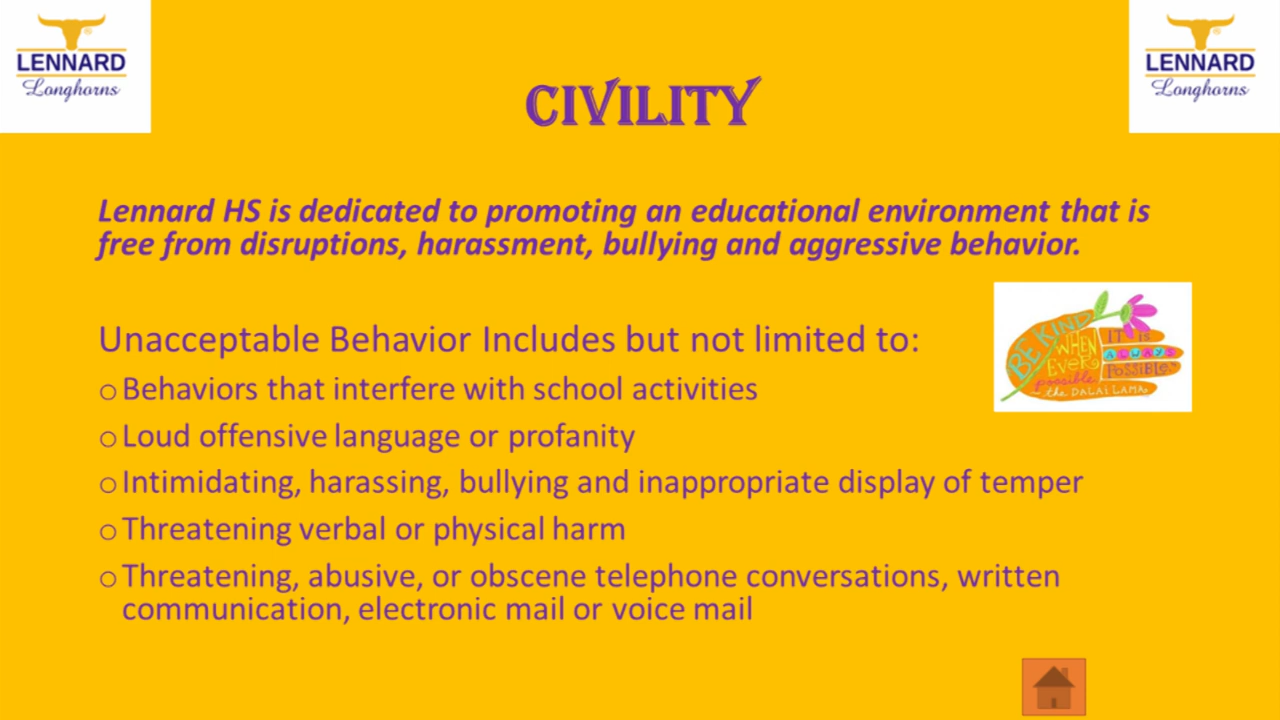 LENNARD
Longhorns
LENNARD
Longhorns
CIVILITY
Lennard HS is dedicated to promoting an educational environment that is
free from disruptions, harassment, bullying and aggressive behavior.
Unacceptable Behavior Includes but not limited to:
o Behaviors that interfere with school activities
o Loud offensive language or profanity
o Intimidating, harassing, bullying and inappropriate display of temper
o Threatening verbal or physical harm
o Threatening, abusive, or obscene telephone conversations, written
communication, electronic mail or voice mail
BE KIND
WHEN
EVER
possible
IT IS
ALWAYS
POSSIBLE.
-the DALAI LAMA